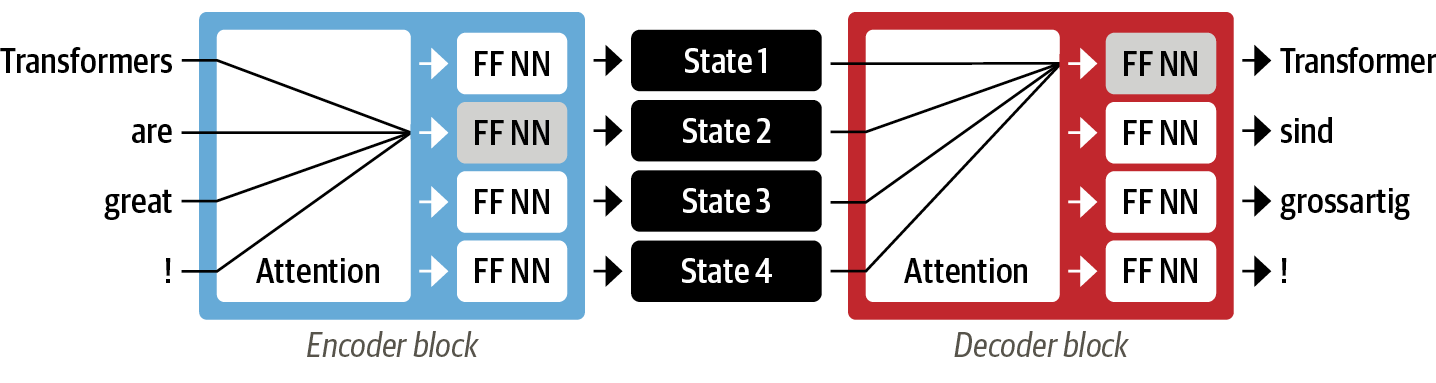 Transformers FF NN State 1 FF NN Transformer
are FF NN State 2 FF NN sind
great FF NN State 3 FF NN grossartig
! Attention FF NN State 4 Attention FF NN !
Encoder block Decoder block